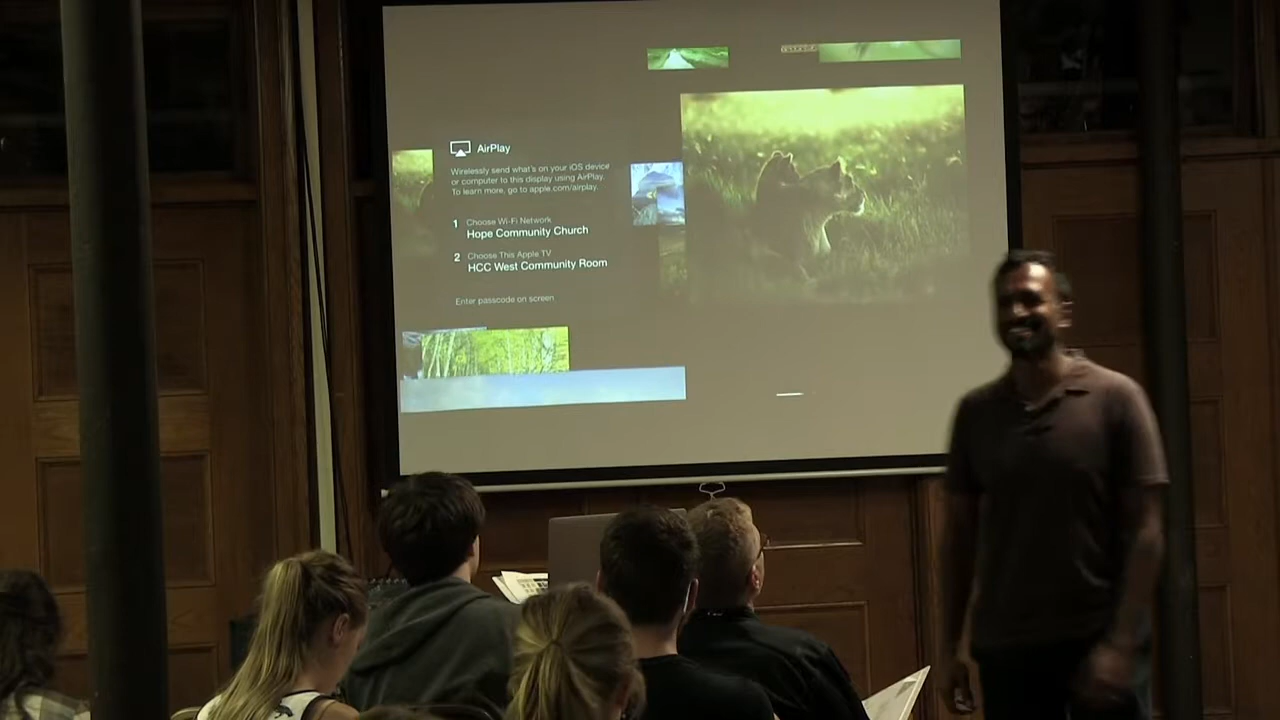 AirPlay
Wirelessly send what's on your iOS device
or computer to this display using AirPlay.
To learn more, go to apple.com/airplay.
1 Choose Wi-Fi Network
Hope Community Church
2 Choose This Apple TV
HCC West Community Room
Enter passcode on screen